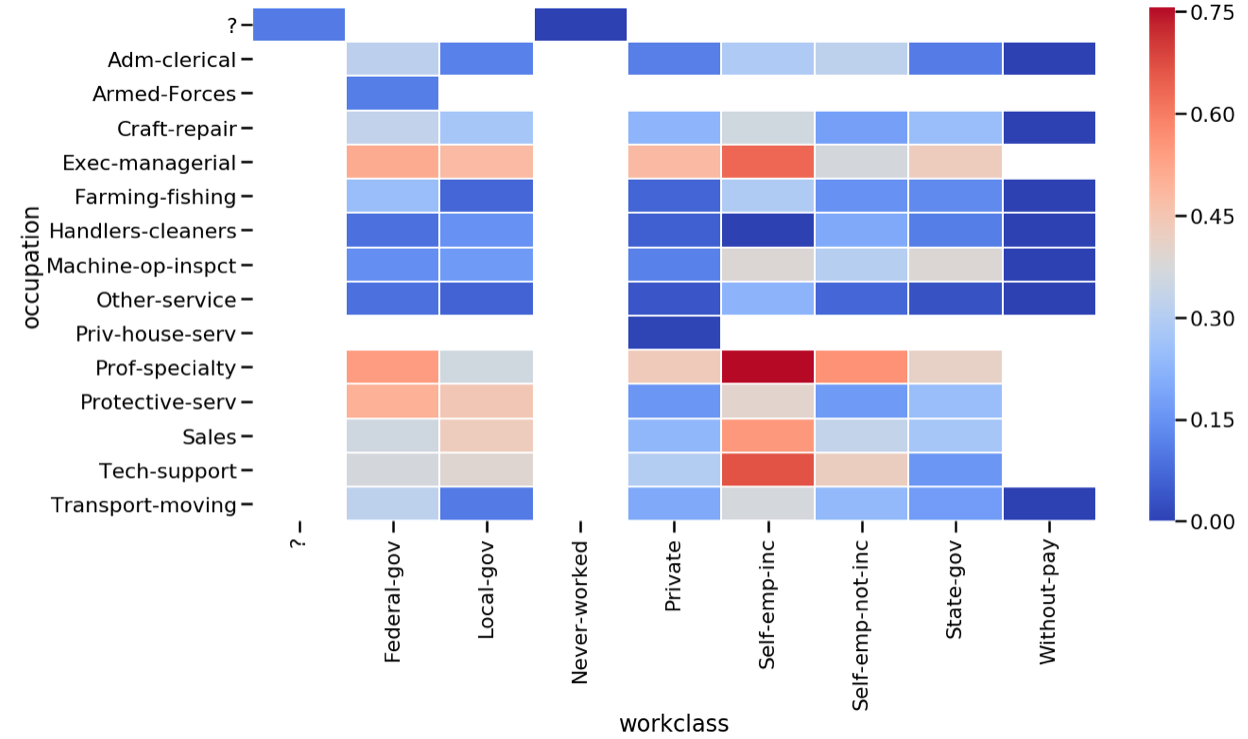 ?
Adm-clerical
Armed-Forces
Craft-repair
Exec-managerial
Farming-fishing
Handlers-cleaners
Machine-op-inspct
Other-service
Priv-house-serv
Prof-specialty
Protective-serv
Sales
Tech-support
Transport-moving
occupation
?
Federal-gov
Local-gov
Never-worked
Private
Self-emp-inc
Self-emp-not-inc
State-gov
Without-pay
workclass
0.75
0.60
0.45
0.30
0.15
0.00